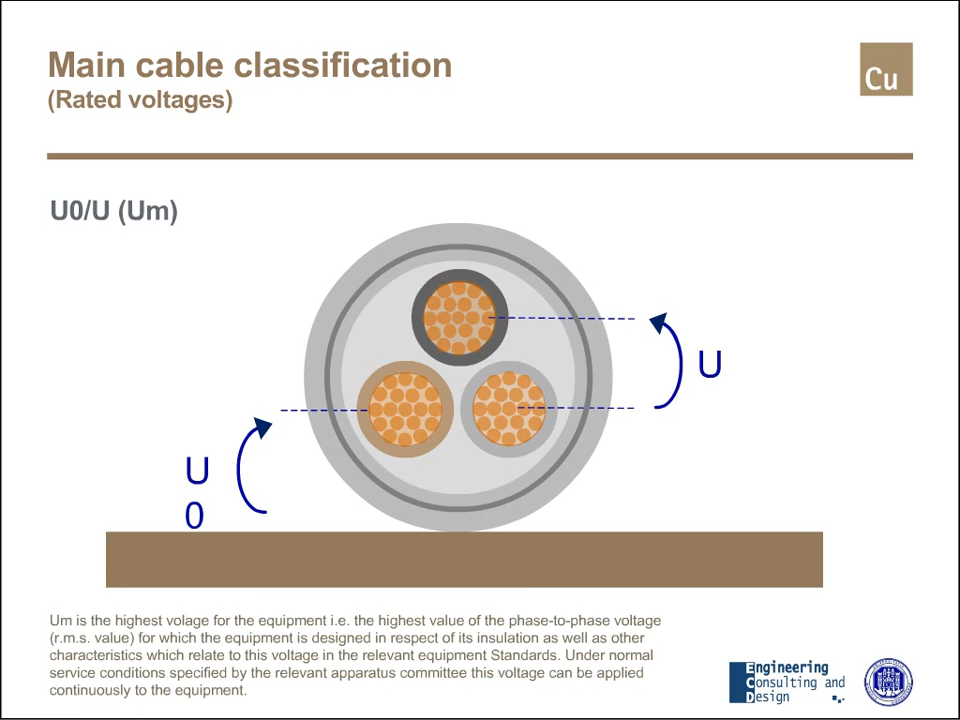 Main cable classification
(Rated voltages)
Cu
U0/U (Um)
U
U
0
Um is the highest volage for the equipment i.e. the highest value of the phase-to-phase voltage
(r.m.s. value) for which the equipment is designed in respect of its insulation as well as other
characteristics which relate to this voltage in the relevant equipment Standards. Under normal
service conditions specified by the relevant apparatus committee this voltage can be applied
continuously to the equipment.
ECD
Engineering
Consulting and
Design